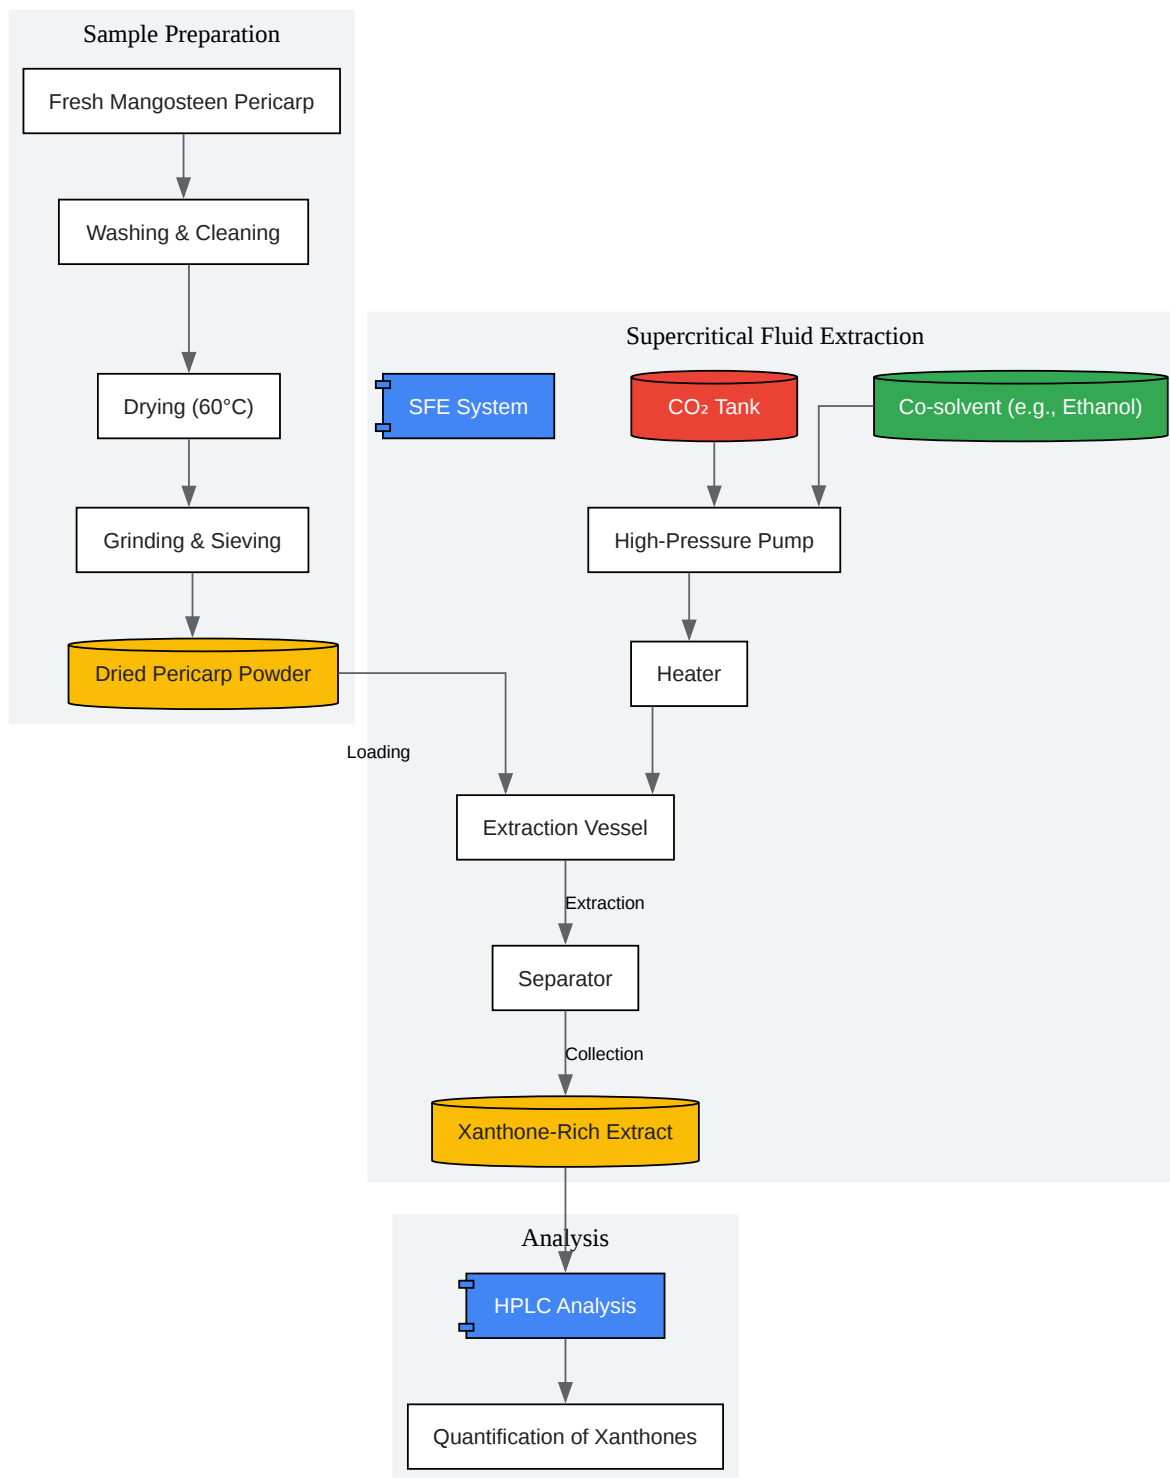 Sample Preparation
Fresh Mangosteen Pericarp
Washing & Cleaning
Drying (60°C)
Grinding & Sieving
Dried Pericarp Powder
Loading
Supercritical Fluid Extraction
SFE System
CO₂ Tank
Co-solvent (e.g., Ethanol)
High-Pressure Pump
Heater
Extraction Vessel
Extraction
Separator
Collection
Xanthone-Rich Extract
Analysis
HPLC Analysis
Quantification of Xanthones